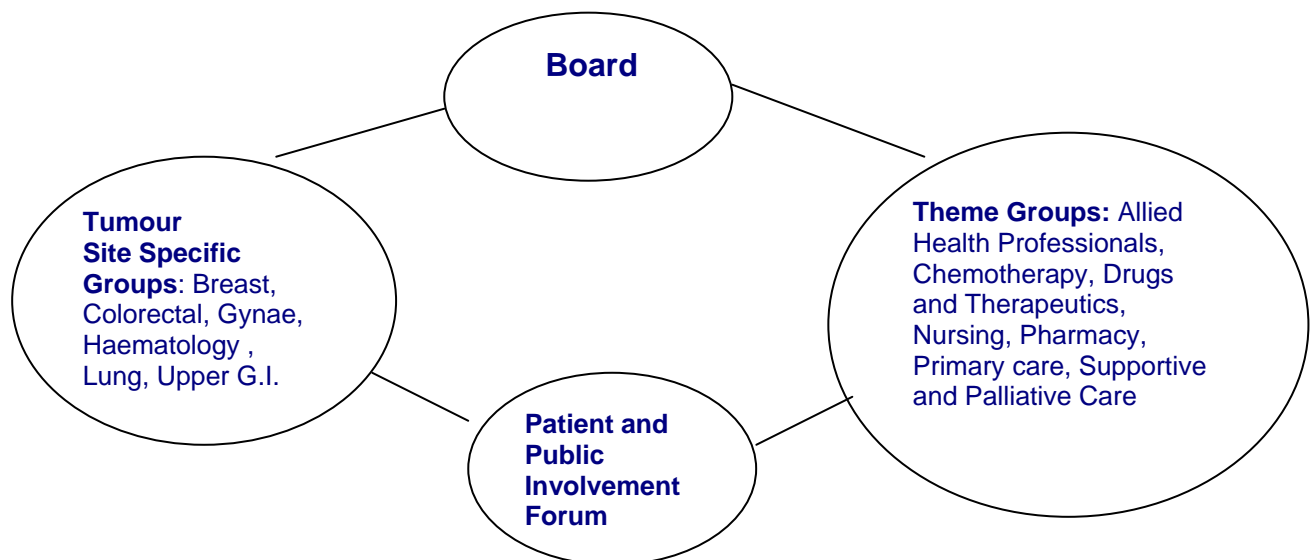 Board
Tumour
Site Specific
Groups: Breast,
Colorectal, Gynae,
Haematology ,
Lung, Upper G.I.
Theme Groups: Allied
Health Professionals,
Chemotherapy, Drugs
and Therapeutics,
Nursing, Pharmacy,
Primary care, Supportive
and Palliative Care
Patient and
Public
Involvement
Forum